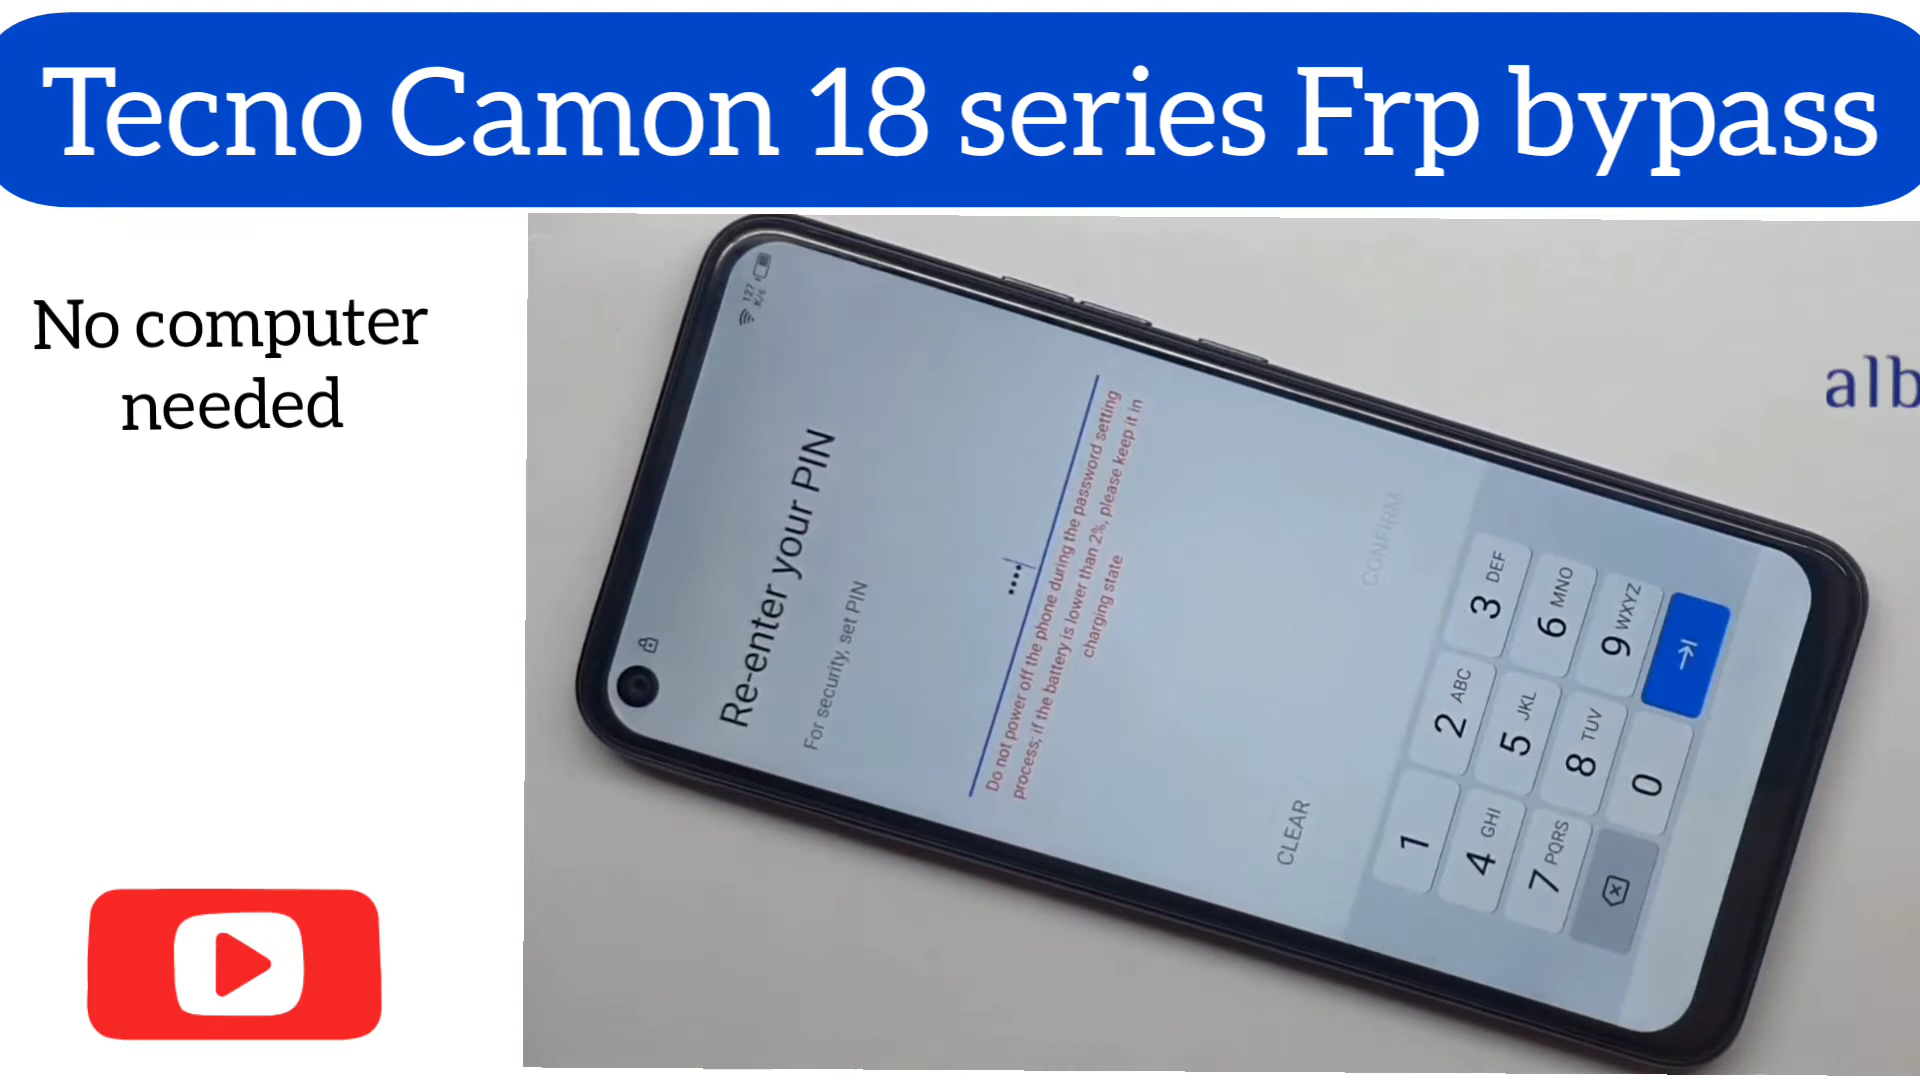 Tecno Camon 18 series Frp bypass
No computer
needed
alb
127
K/s
Re-enter your PIN
For security, set PIN
Do not power off the phone during the password setting
process; if the battery is lower than 2%, please keep it in
charging state
CLEAR
CONFIRM
1
2 ABC
3 DEF
4 GHI
5 JKL
6 MNO
7 PQRS
8 TUV
9 WXYZ
0